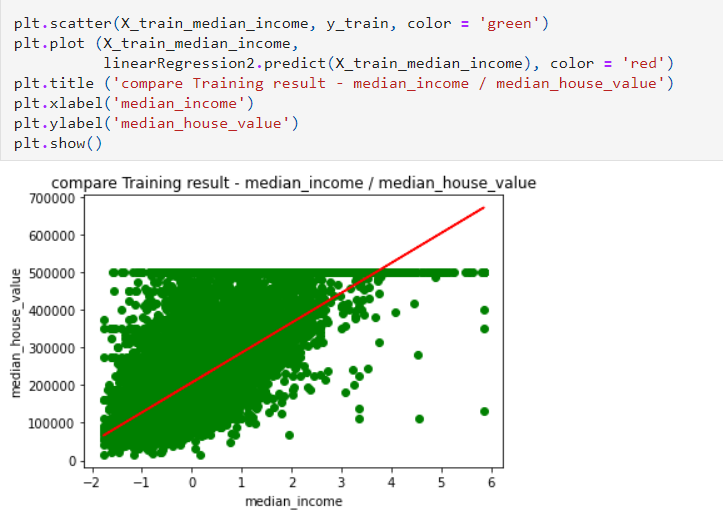 plt.scatter(X_train_median_income, y_train, color = 'green')
plt.plot (X_train_median_income,
linearRegression2.predict(X_train_median_income), color = 'red')
plt.title ('compare Training result - median_income / median_house_value')
plt.xlabel('median_income')
plt.ylabel('median_house_value')
plt.show()
compare Training result - median_income / median_house_value
700000
600000
500000
400000
300000
200000
100000
0
median_house_value
−2 −1 0 1 2 3 4 5 6
median_income